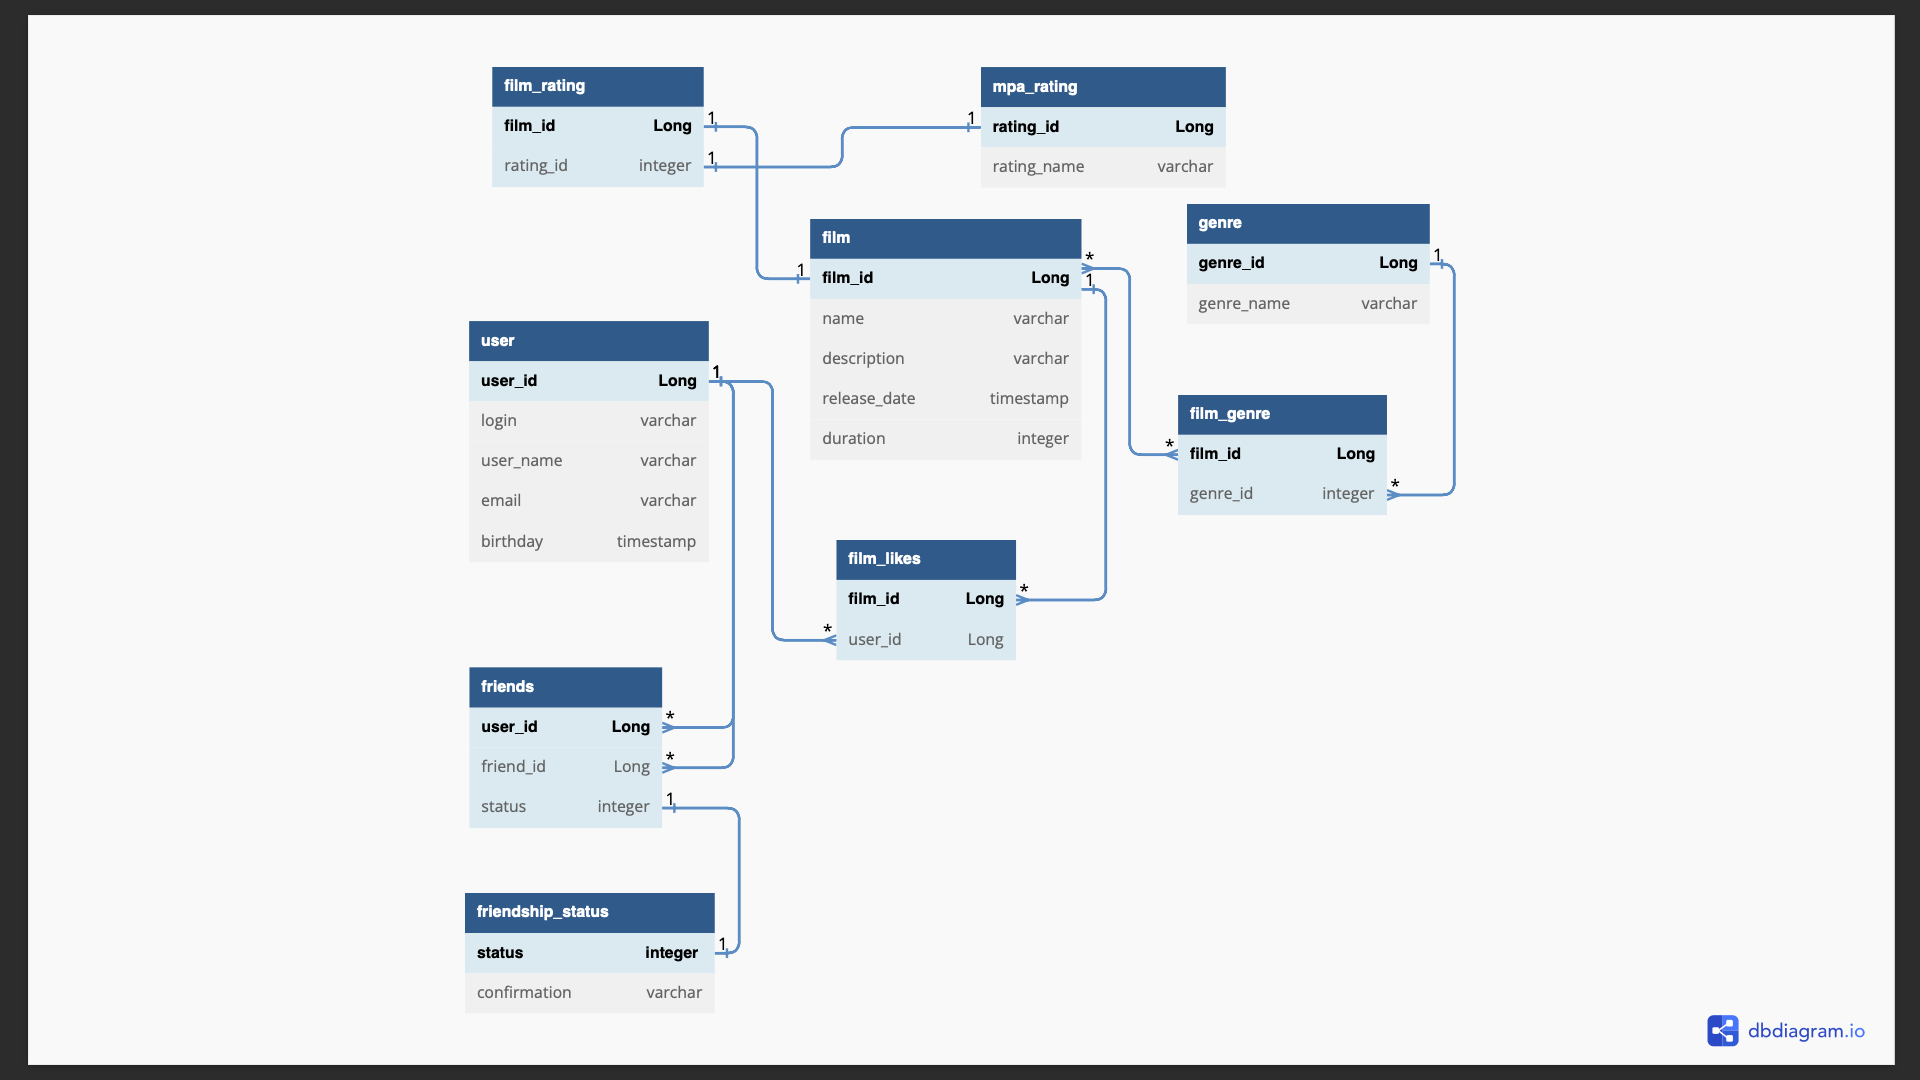 film_rating
film_id Long
rating_id integer
1
1
mpa_rating
1
rating_id Long
rating_name varchar
film
1
film_id Long
*
1
name varchar
description varchar
release_date timestamp
duration integer
genre
genre_id Long
1
genre_name varchar
user
user_id Long
1
login varchar
user_name varchar
email varchar
birthday timestamp
film_genre
*
film_id Long
genre_id integer
*
film_likes
film_id Long
*
*
user_id Long
friends
user_id Long
*
friend_id Long
*
status integer
1
friendship_status
status integer
1
confirmation varchar
dbdiagram.io